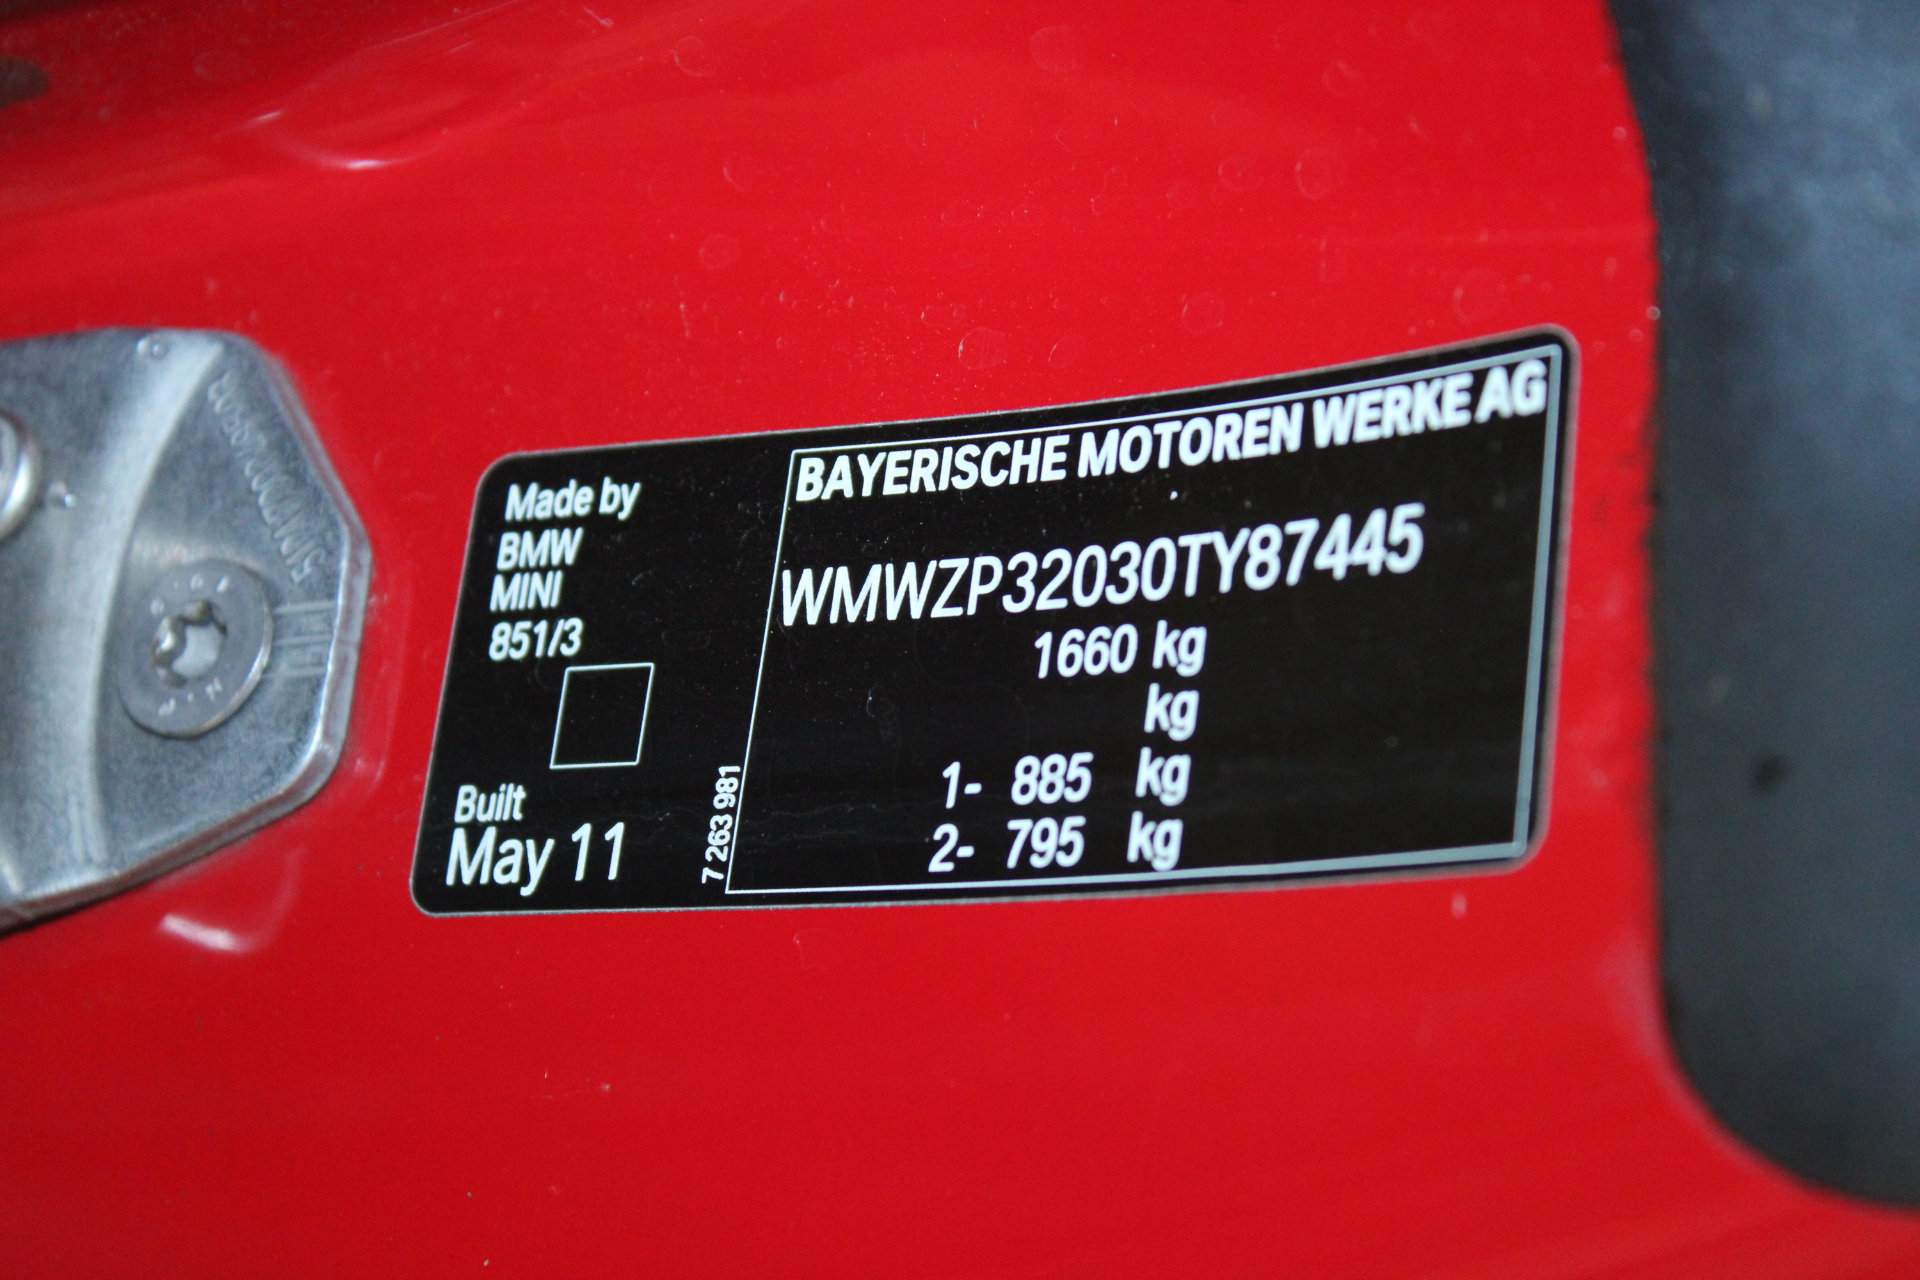 Made by
BMW
MINI
851/3
Built
May 11
7 263 981
BAYERISCHE MOTOREN WERKE AG
WMWZP32030TY87445
1660 kg
kg
1- 885 kg
2- 795 kg